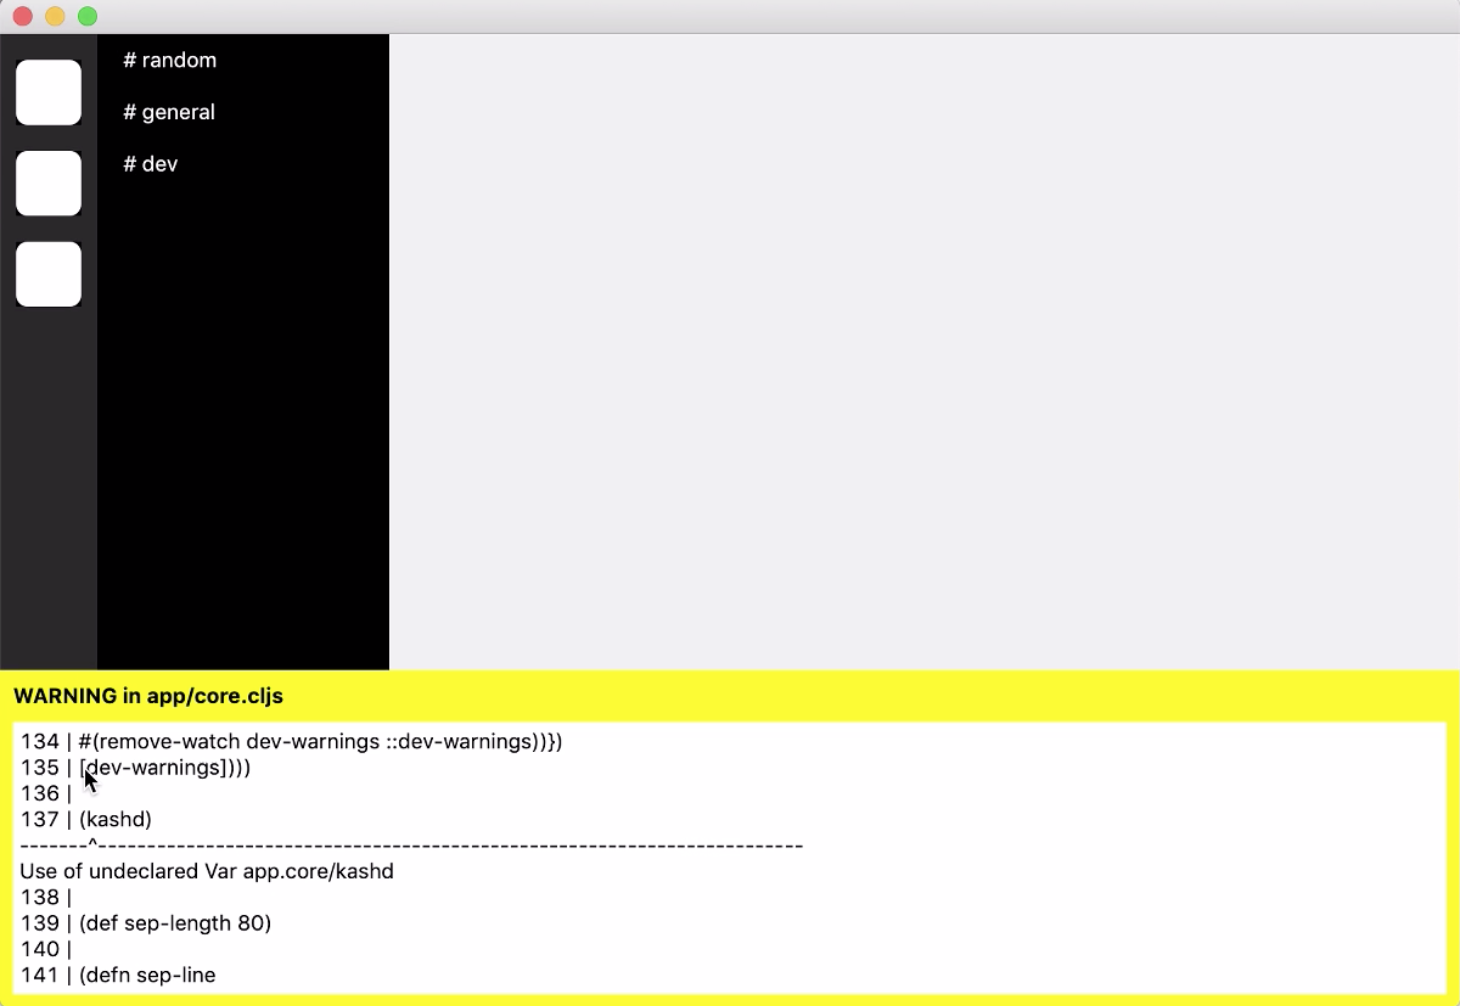 # random
# general
# dev
WARNING in app/core.cljs
134 | #(remove-watch dev-warnings ::dev-warnings))})
135 | [dev-warnings])))
136 |
137 | (kashd)
-------^------------------------------------------------------------------------
Use of undeclared Var app.core/kashd
138 |
139 | (def sep-length 80)
140 |
141 | (defn sep-line